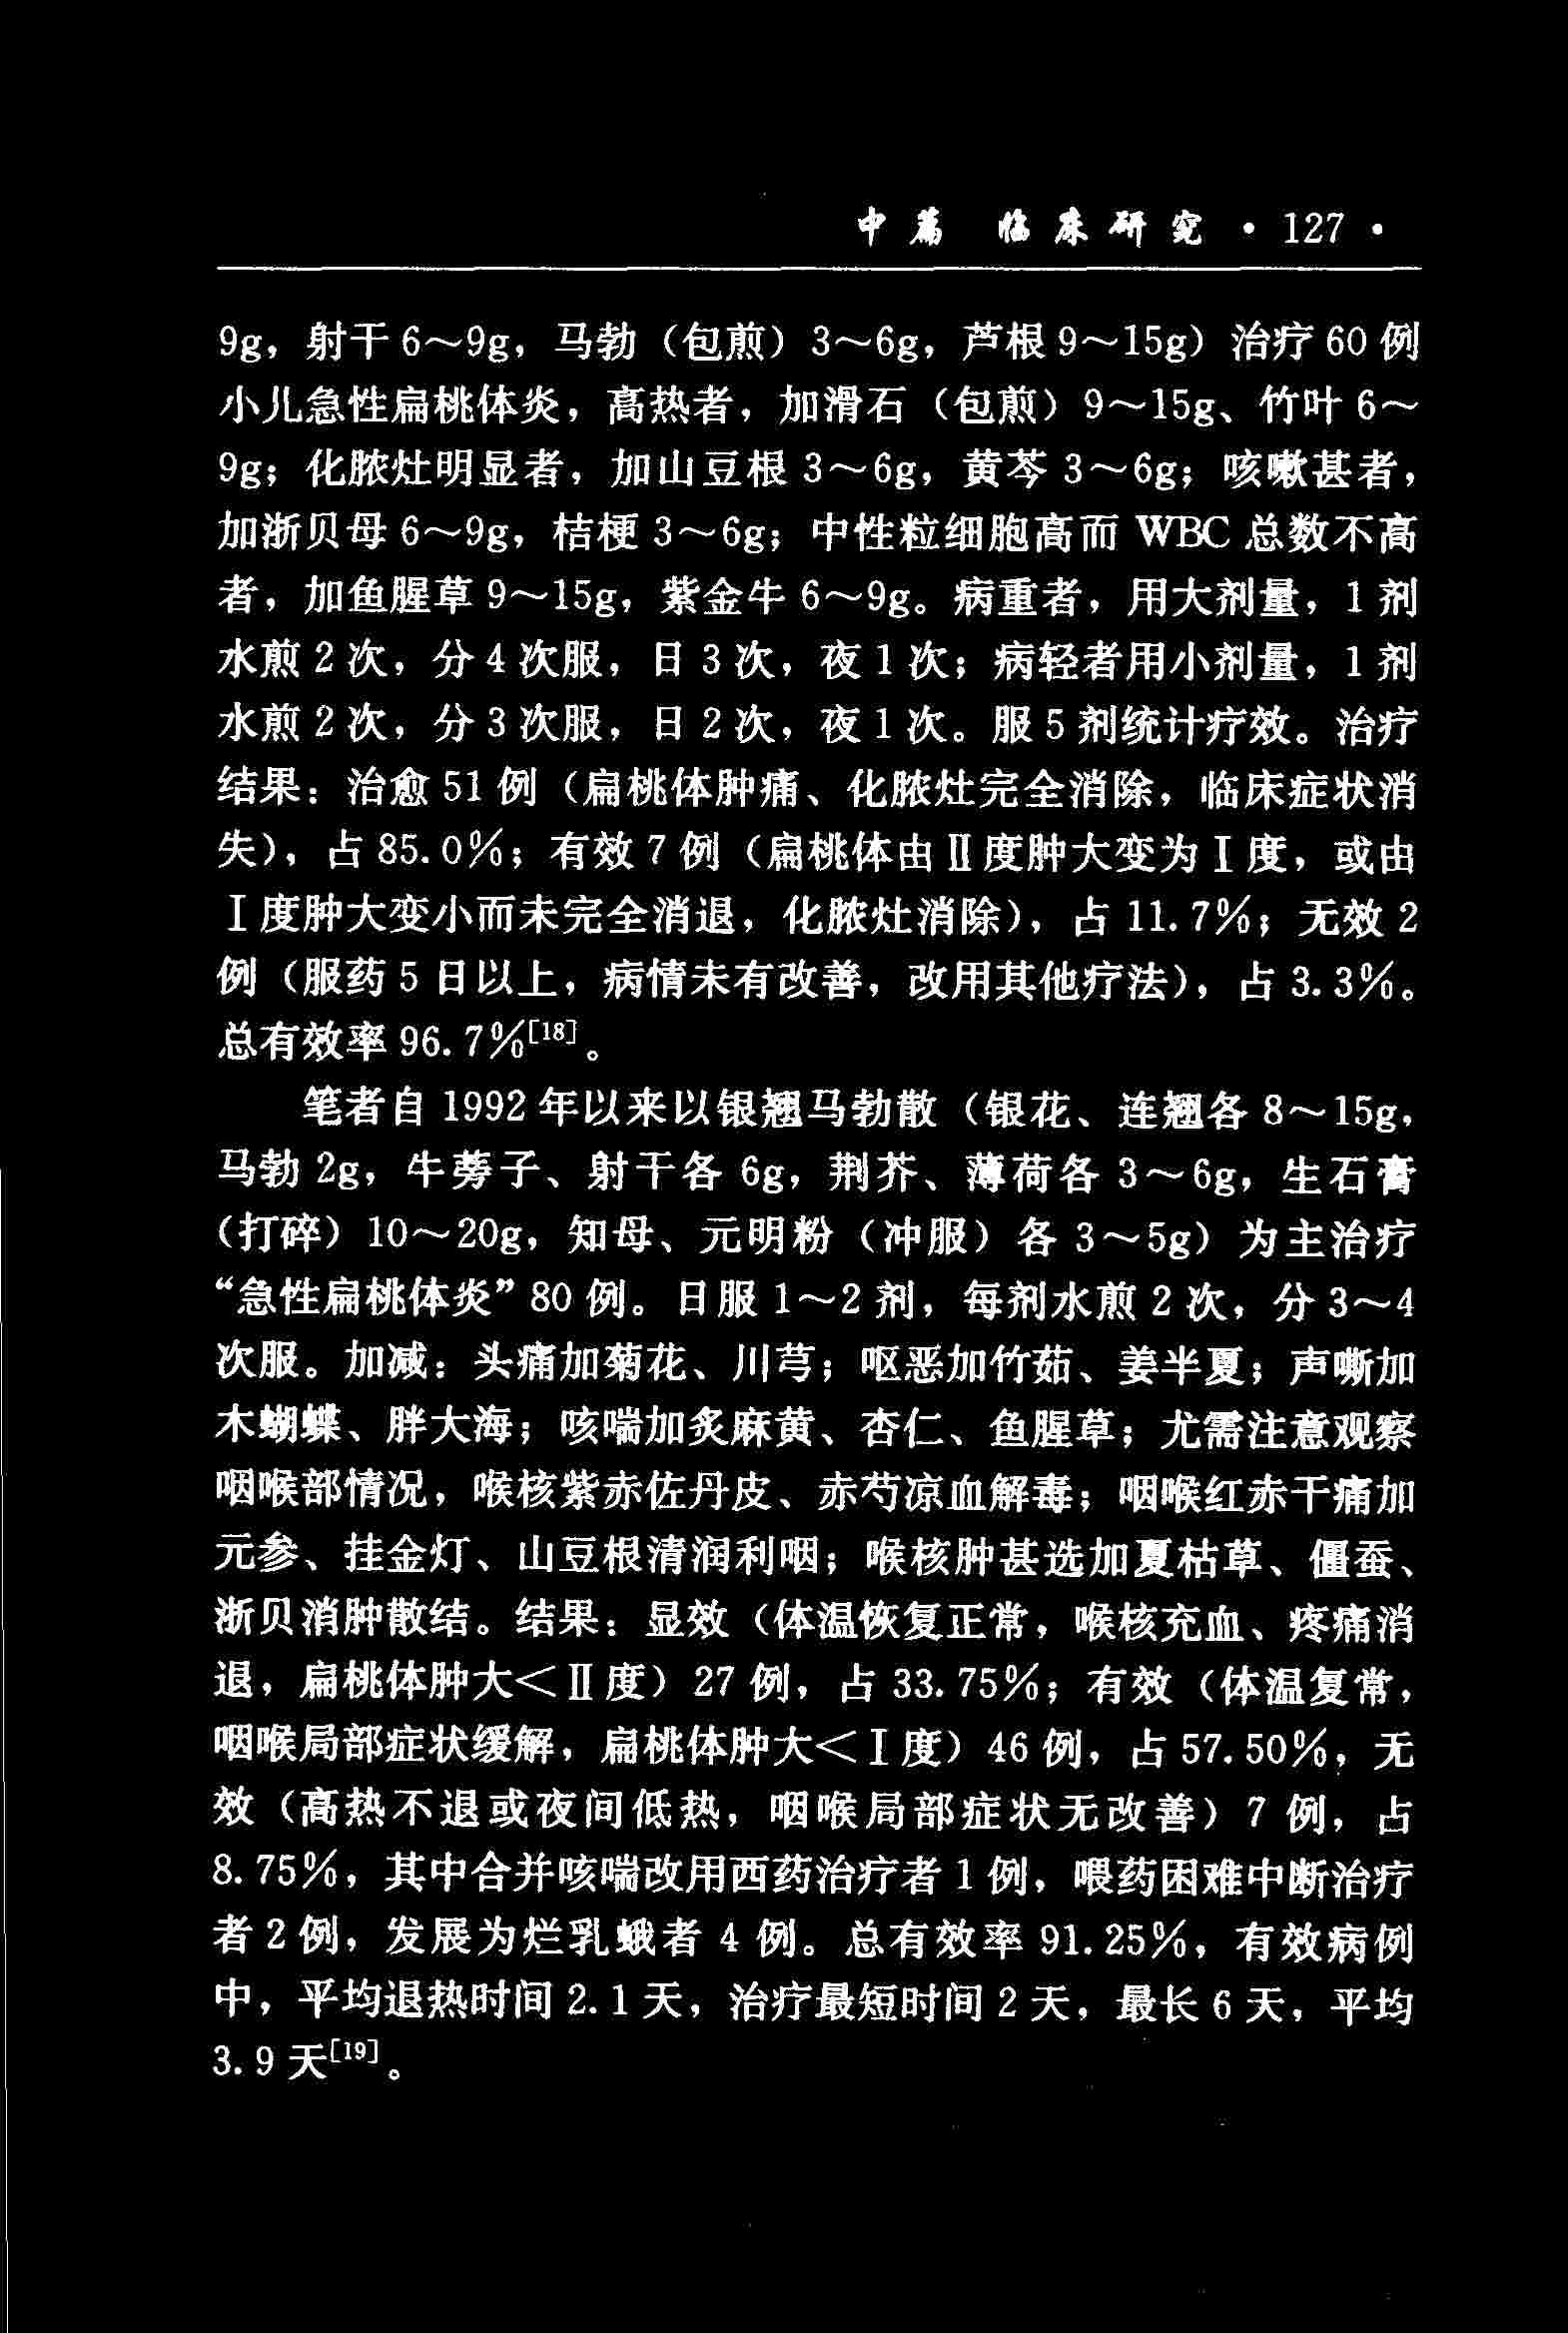 中篇 临床研究 · 127 ·
9g，射干 6～9g，马勃（包煎）3～6g，芦根 9～15g）治疗 60 例
小儿急性扁桃体炎，高热者，加滑石（包煎）9～15g、竹叶 6～
9g；化脓灶明显者，加山豆根 3～6g，黄芩 3～6g；咳嗽甚者，
加浙贝母 6～9g，桔梗 3～6g；中性粒细胞高而 WBC 总数不高
者，加鱼腥草 9～15g，紫金牛 6～9g。病重者，用大剂量，1 剂
水煎 2 次，分 4 次服，日 3 次，夜 1 次；病轻者用小剂量，1 剂
水煎 2 次，分 3 次服，日 2 次，夜 1 次。服 5 剂统计疗效。治疗
结果：治愈 51 例（扁桃体肿痛、化脓灶完全消除，临床症状消
失），占 85.0%；有效 7 例（扁桃体由Ⅱ度肿大变为Ⅰ度，或由
Ⅰ度肿大变小而未完全消退，化脓灶消除），占 11.7%；无效 2
例（服药 5 日以上，病情未有改善，改用其他疗法），占 3.3%。
总有效率 96.7%[18]。
笔者自 1992 年以来以银翘马勃散（银花、连翘各 8～15g，
马勃 2g，牛蒡子、射干各 6g，荆芥、薄荷各 3～6g，生石膏
（打碎）10～20g，知母、元明粉（冲服）各 3～5g）为主治疗
“急性扁桃体炎”80 例。日服 1～2 剂，每剂水煎 2 次，分 3～4
次服。加减：头痛加菊花、川芎；呕恶加竹茹、姜半夏；声嘶加
木蝴蝶、胖大海；咳喘加炙麻黄、杏仁、鱼腥草；尤需注意观察
咽喉部情况，喉核紫赤佐丹皮、赤芍凉血解毒；咽喉红赤干痛加
元参、挂金灯、山豆根清润利咽；喉核肿甚选加夏枯草、僵蚕、
浙贝消肿散结。结果：显效（体温恢复正常，喉核充血、疼痛消
退，扁桃体肿大＜Ⅱ度）27 例，占 33.75%；有效（体温复常，
咽喉局部症状缓解，扁桃体肿大＜Ⅰ度）46 例，占 57.50%，无
效（高热不退或夜间低热，咽喉局部症状无改善）7 例，占
8.75%，其中合并咳喘改用西药治疗者 1 例，喂药困难中断治疗
者 2 例，发展为烂乳蛾者 4 例。总有效率 91.25%，有效病例
中，平均退热时间 2.1 天，治疗最短时间 2 天，最长 6 天，平均
3.9 天[19]。